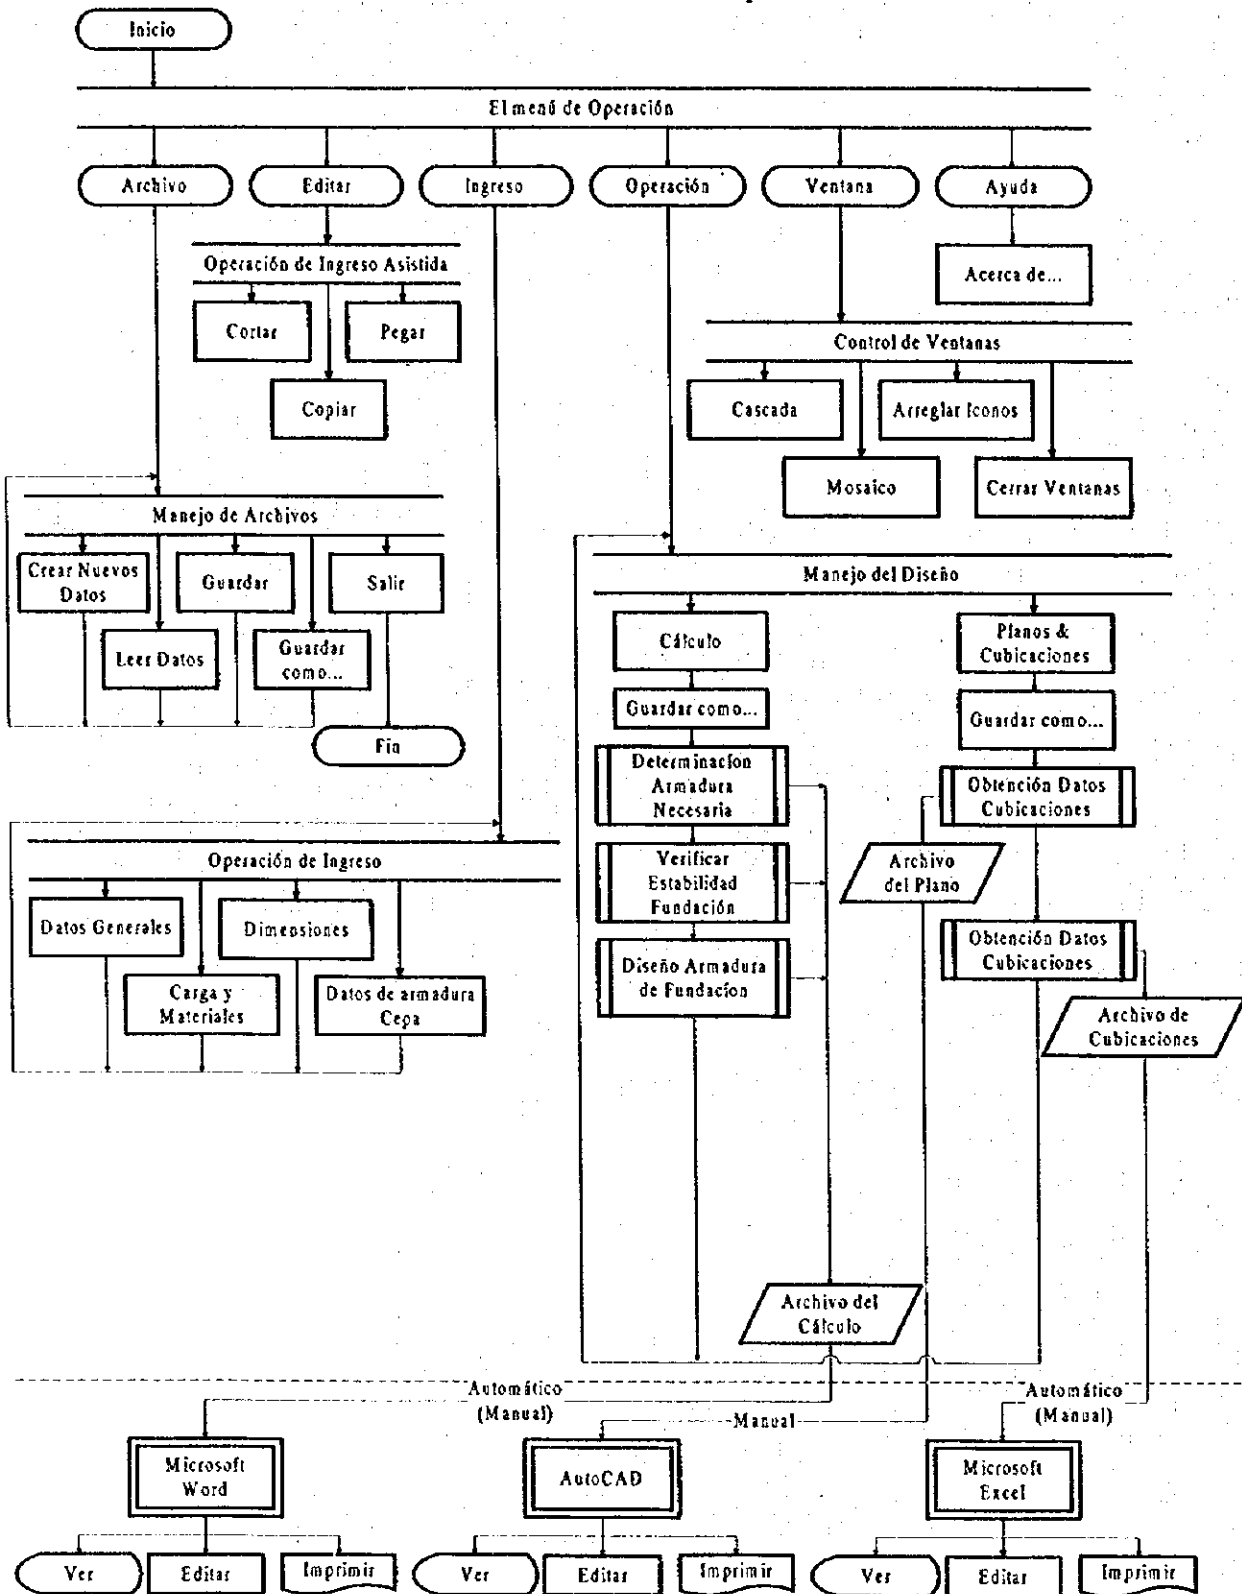 Inicio
El menú de Operación
Archivo
Editar
Ingreso
Operación
Ventana
Ayuda
Operación de Ingreso Asistida
Cortar
Pegar
Copiar
Acerca de...
Control de Ventanas
Cascada
Arreglar Iconos
Mosaico
Cerrar Ventanas
Manejo de Archivos
Crear Nuevos
Datos
Guardar
Salir
Leer Datos
Guardar
como...
Fin
Manejo del Diseño
Cálculo
Guardar como...
Determinacíon
Armadura
Necesaria
Verificar
Estabilidad
Fundación
Diseño Armadura
de Fundacíon
Planos &
Cubicaciones
Guardar como...
Obtención Datos
Cubicaciones
Archivo
del Plano
Obtención Datos
Cubicaciones
Archivo de
Cubicaciones
Operación de Ingreso
Datos Generales
Dimensiones
Carga y
Materiales
Datos de armadura
Cepa
Archivo del
Cálculo
Automático
(Manual)
Manual
Automático
(Manual)
Microsoft
Word
AutoCAD
Microsoft
Excel
Ver
Editar
Imprimir
Ver
Editar
Imprimir
Ver
Editar
Imprimir